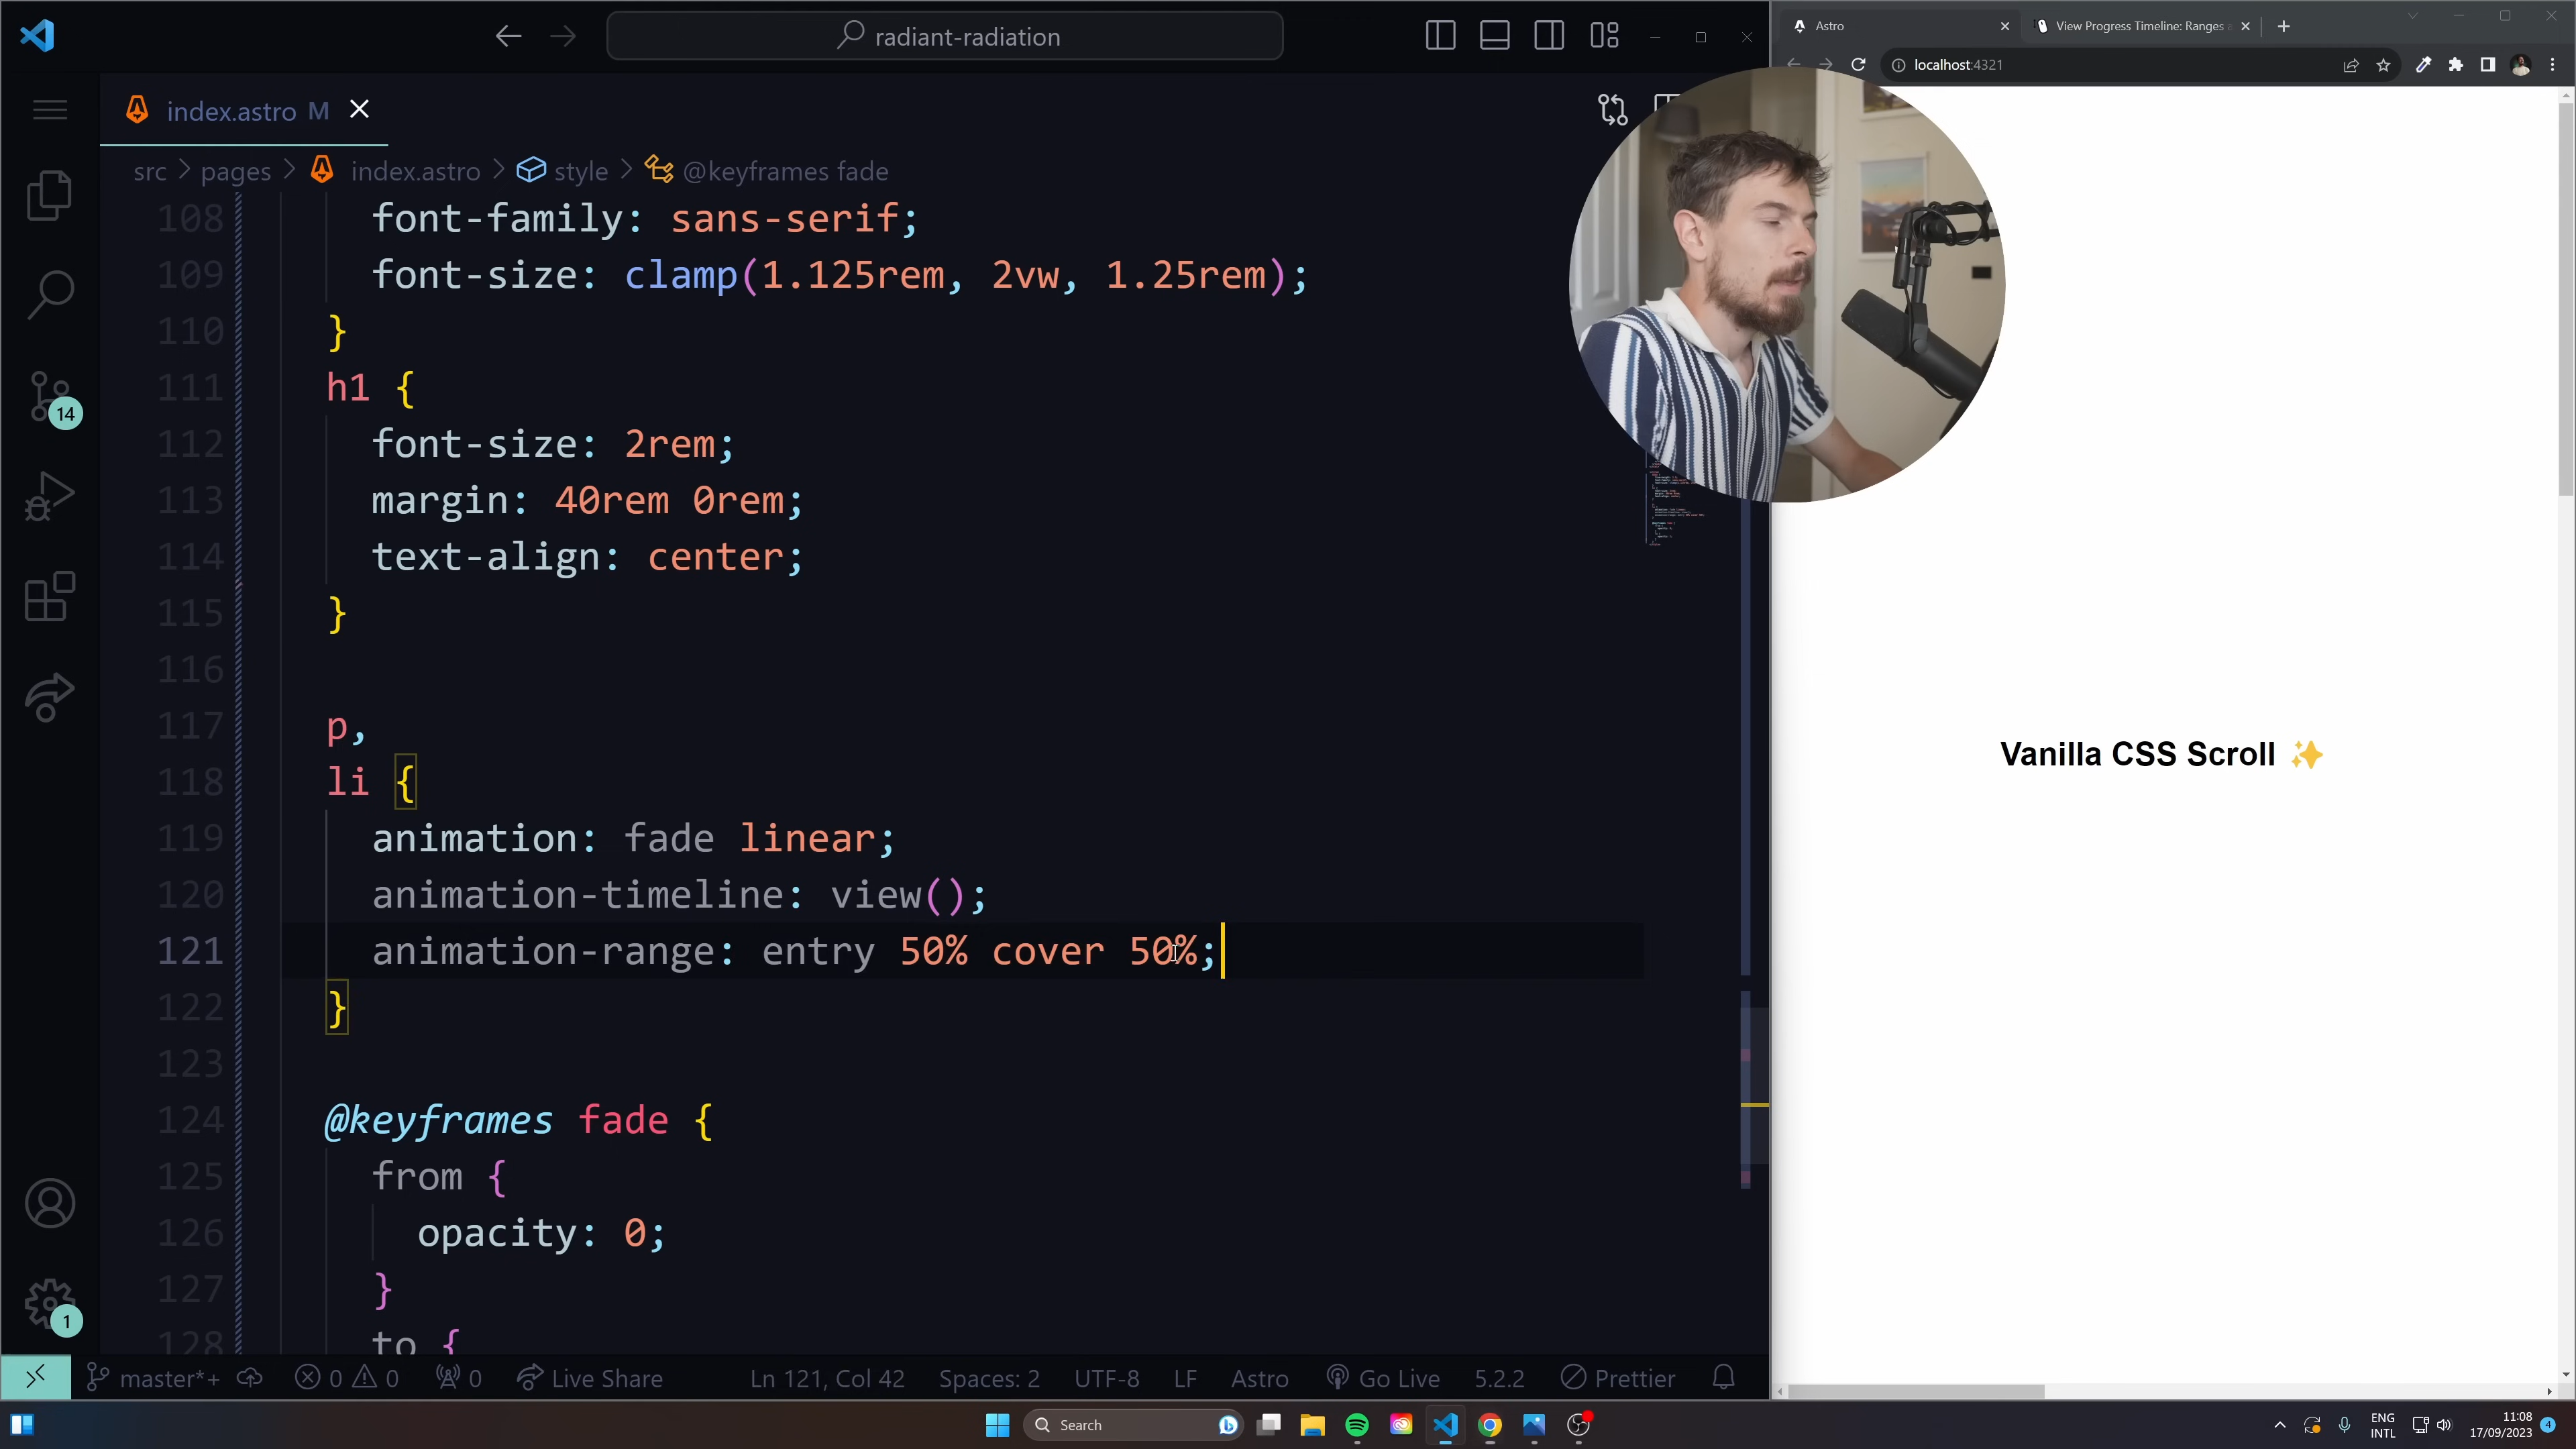 radiant-radiation
Astro
View Progress Timeline: Ranges
localhost:4321
index.astro M
src > pages > index.astro > style > @keyframes fade
108 font-family: sans-serif;
109 font-size: clamp(1.125rem, 2vw, 1.25rem);
110 }
111 h1 {
112 font-size: 2rem;
113 margin: 40rem 0rem;
114 text-align: center;
115 }
116
117 p,
118 li {
119 animation: fade linear;
120 animation-timeline: view();
121 animation-range: entry 50% cover 50%;
122 }
123
124 @keyframes fade {
125 from {
126 opacity: 0;
127 }
128 to {
14
1
Vanilla CSS Scroll ✨
master*+ 0 0 0 Live Share Ln 121, Col 42 Spaces: 2 UTF-8 LF Astro Go Live 5.2.2 Prettier
Search
ENG
INTL
11:08
17/09/2023
4